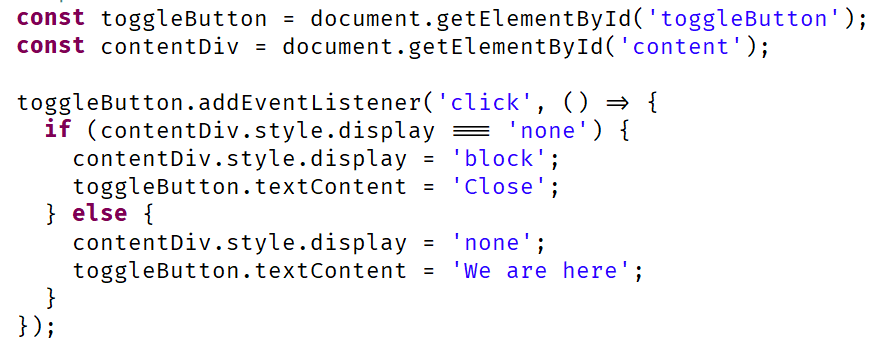 const toggleButton = document.getElementById('toggleButton');
const contentDiv = document.getElementById('content');

toggleButton.addEventListener('click', () => {
  if (contentDiv.style.display === 'none') {
    contentDiv.style.display = 'block';
    toggleButton.textContent = 'Close';
  } else {
    contentDiv.style.display = 'none';
    toggleButton.textContent = 'We are here';
  }
});